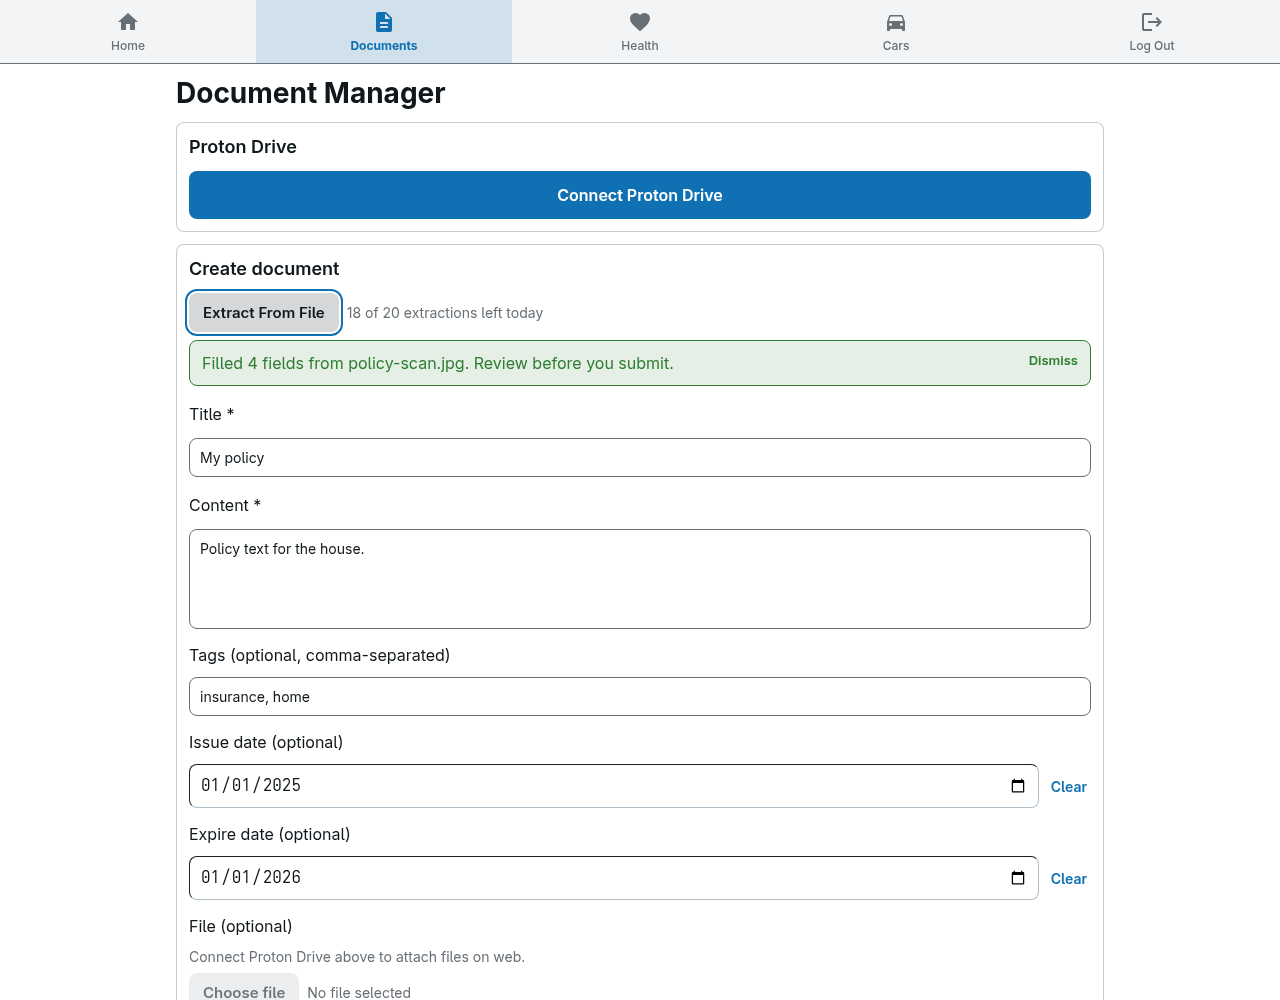 Home
Documents
Health
Cars
Log Out
Document Manager
Proton Drive
Connect Proton Drive
Create document
Extract From File 18 of 20 extractions left today
Filled 4 fields from policy-scan.jpg. Review before you submit. Dismiss
Title *
My policy
Content *
Policy text for the house.
Tags (optional, comma-separated)
insurance, home
Issue date (optional)
01/01/2025 Clear
Expire date (optional)
01/01/2026 Clear
File (optional)
Connect Proton Drive above to attach files on web.
Choose file No file selected